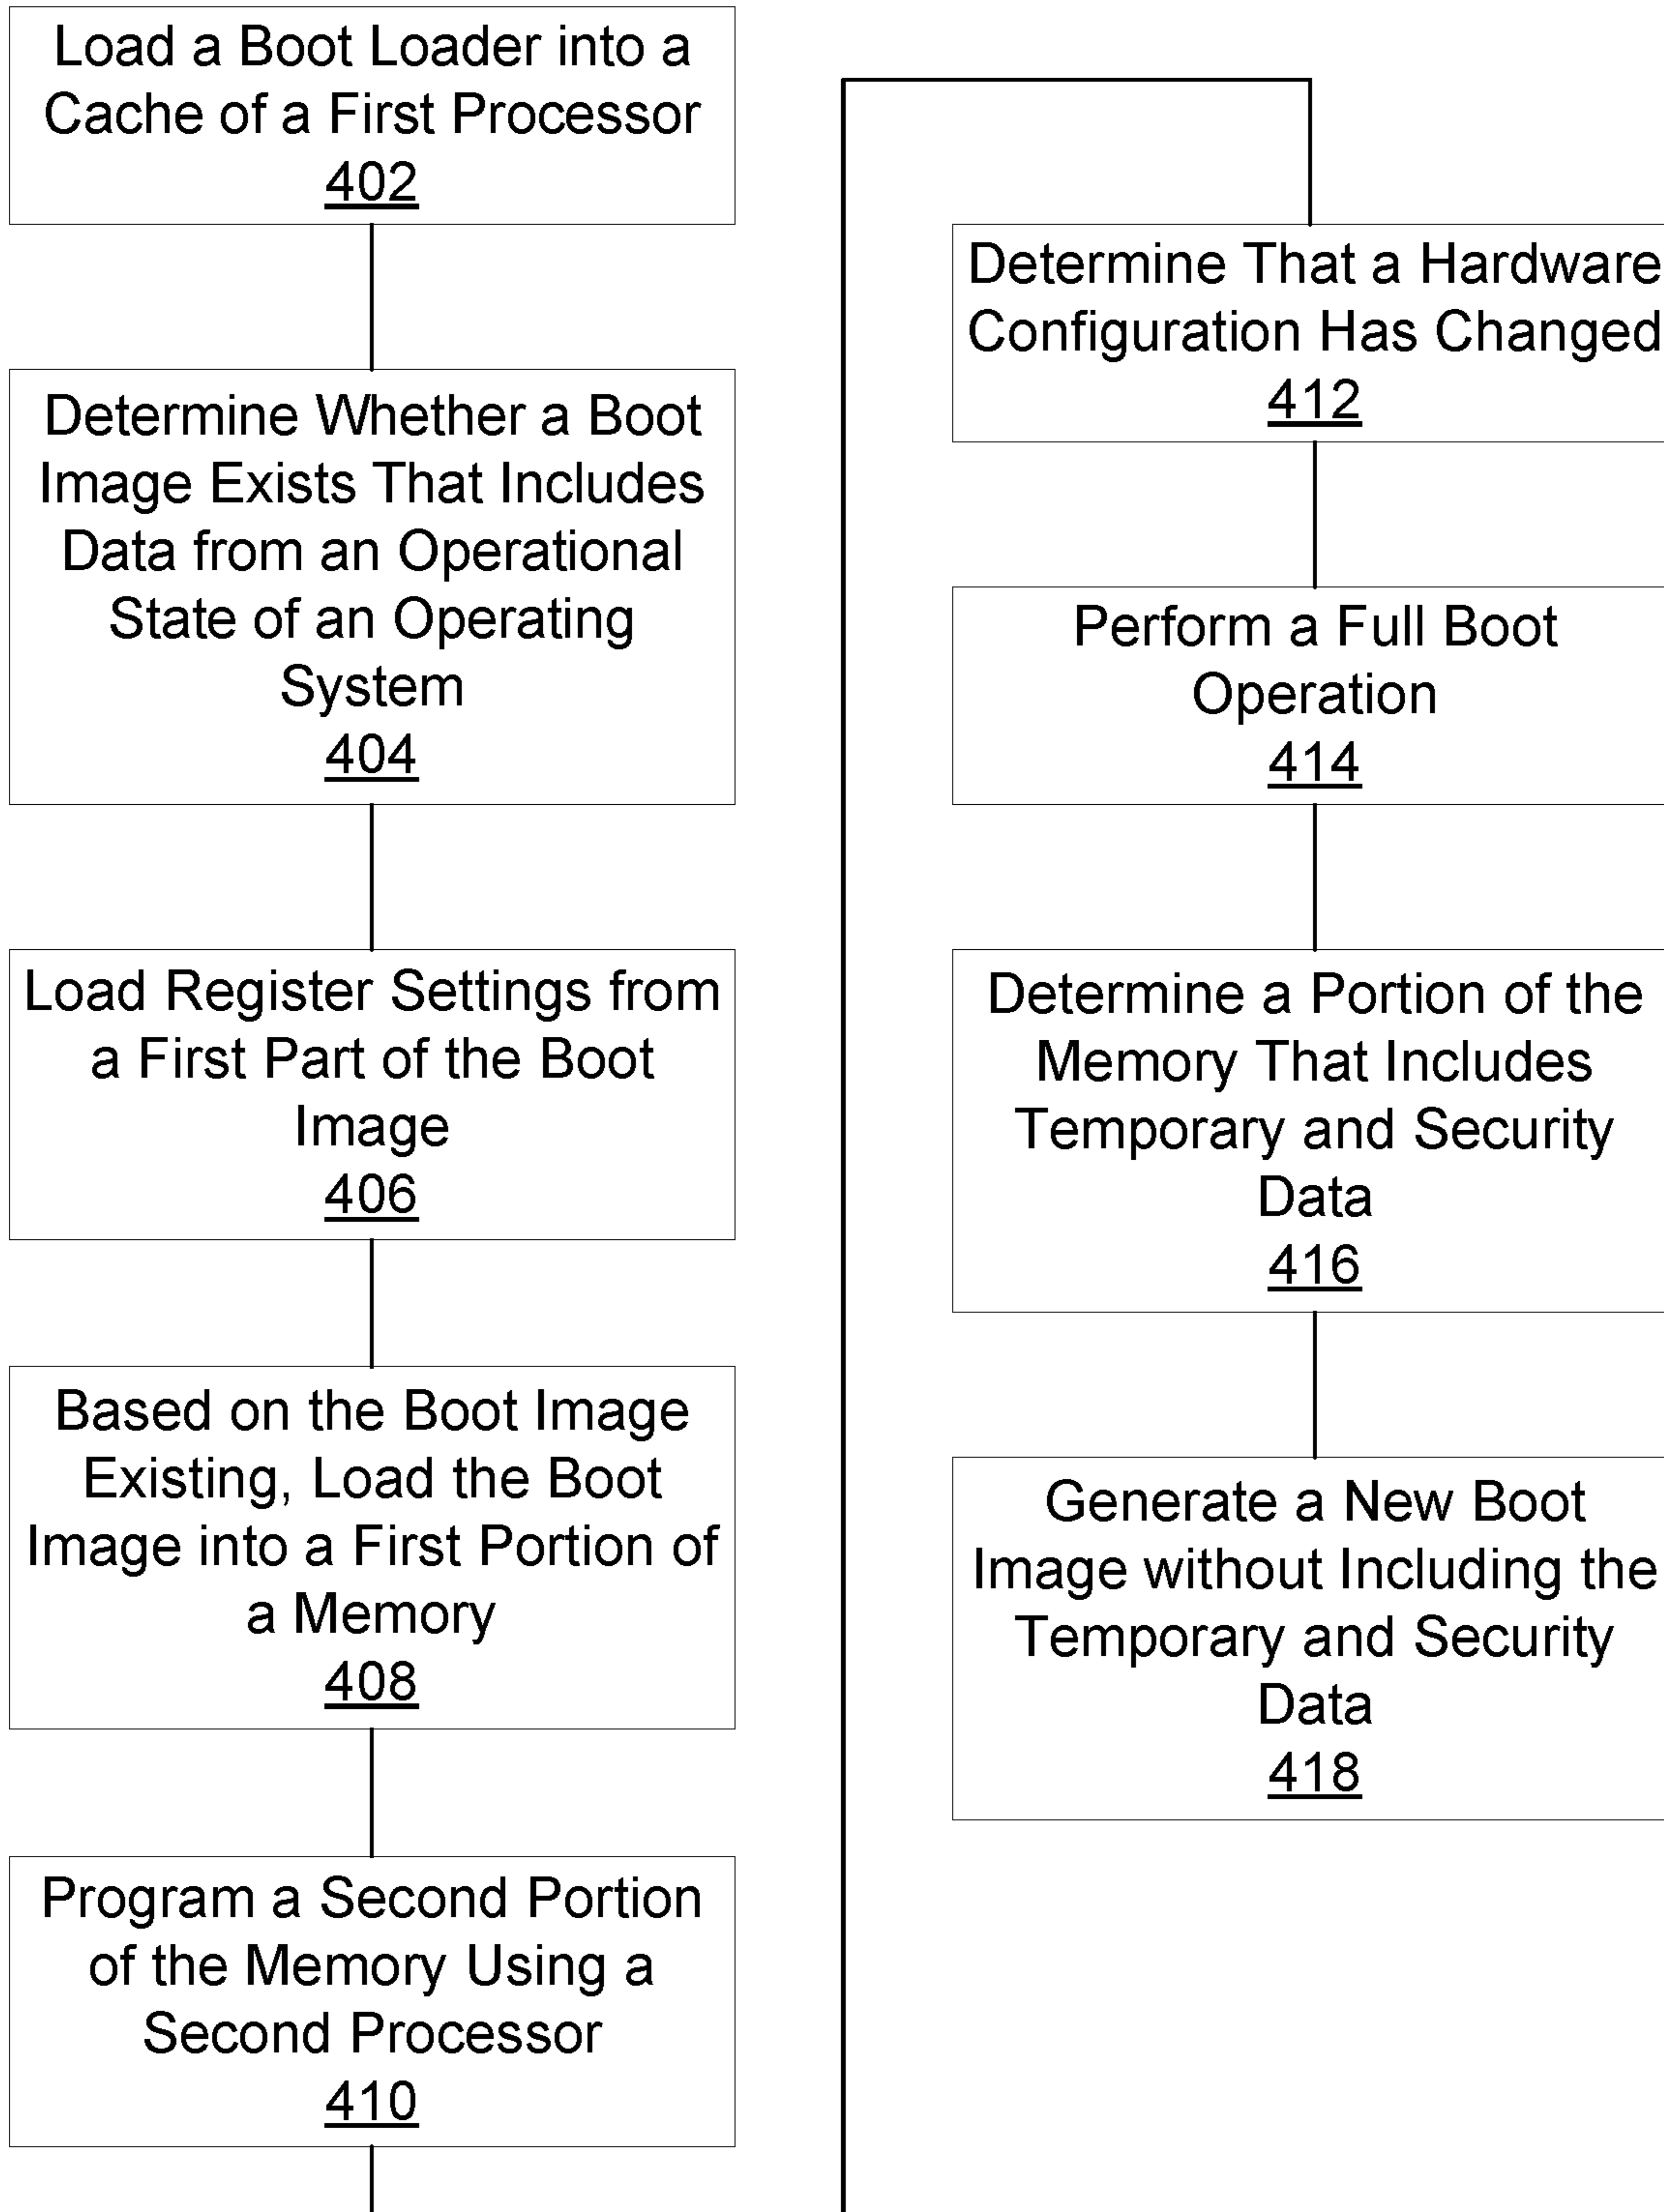 Load a Boot Loader into a
Cache of a First Processor
402
Determine Whether a Boot
Image Exists That Includes
Data from an Operational
State of an Operating
System
404
Load Register Settings from
a First Part of the Boot
Image
406
Based on the Boot Image
Existing, Load the Boot
Image into a First Portion of
a Memory
408
Program a Second Portion
of the Memory Using a
Second Processor
410
Determine That a Hardware
Configuration Has Changed
412
Perform a Full Boot
Operation
414
Determine a Portion of the
Memory That Includes
Temporary and Security
Data
416
Generate a New Boot
Image without Including the
Temporary and Security
Data
418